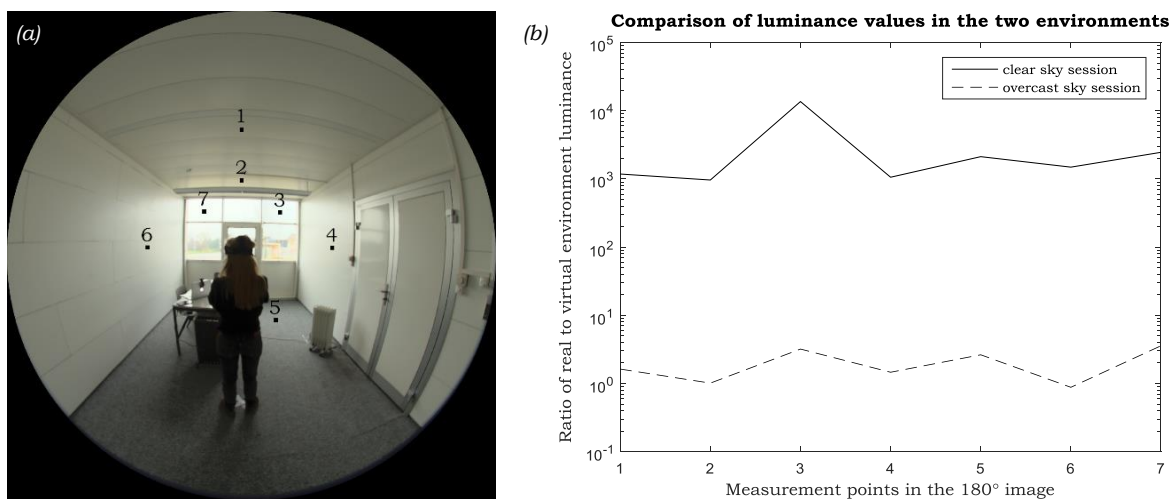 (a)
1
2
7
3
6
4
5
(b)
Comparison of luminance values in the two environments
clear sky session
overcast sky session
Ratio of real to virtual environment luminance
10^5
10^4
10^3
10^2
10^1
10^0
10^-1
1 2 3 4 5 6 7
Measurement points in the 180° image